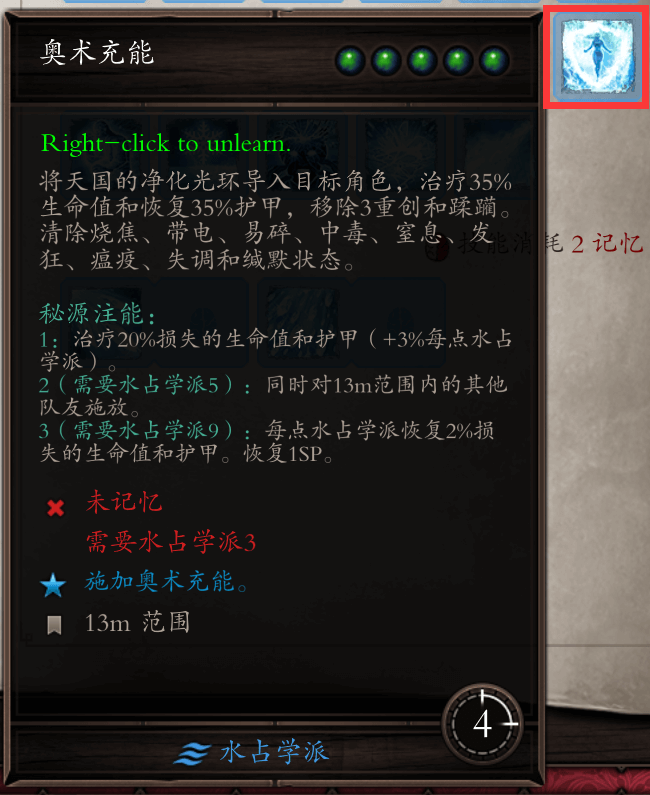 奥术充能
Right-click to unlearn.
将天国的净化光环导入目标角色，治疗35%
生命值和恢复35%护甲，移除3重创和蹂躏。
清除烧焦、带电、易碎、中毒、窒息、发
狂、瘟疫、失调和缄默状态。
技能消耗 2 记忆
秘源注能：
1：治疗20%损失的生命值和护甲（+3%每点水占
学派）。
2（需要水占学派5）：同时对13m范围内的其他
队友施放。
3（需要水占学派9）：每点水占学派恢复2%损
失的生命值和护甲。恢复1SP。
未记忆
需要水占学派3
施加奥术充能。
13m 范围
4
水占学派